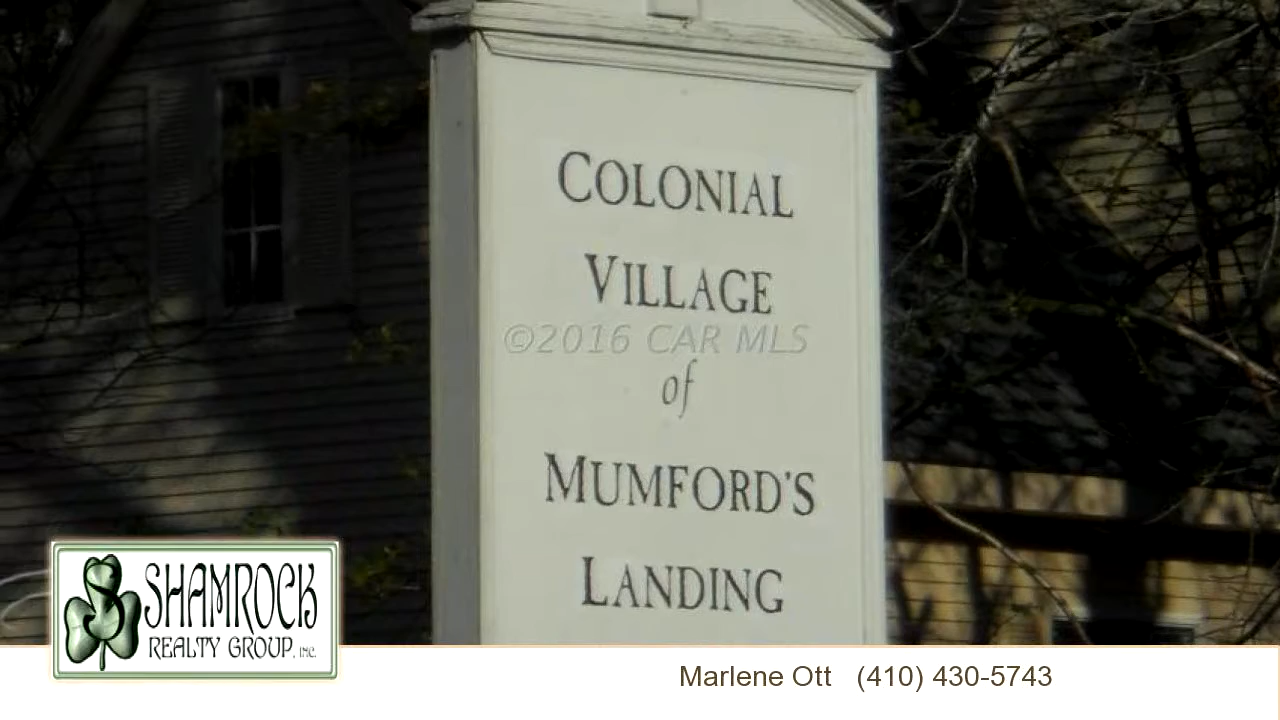 COLONIAL
VILLAGE
©2016 CAR MLS
of
MUMFORD'S
LANDING
SHAMROCK
REALTY GROUP, INC.
Marlene Ott (410) 430-5743